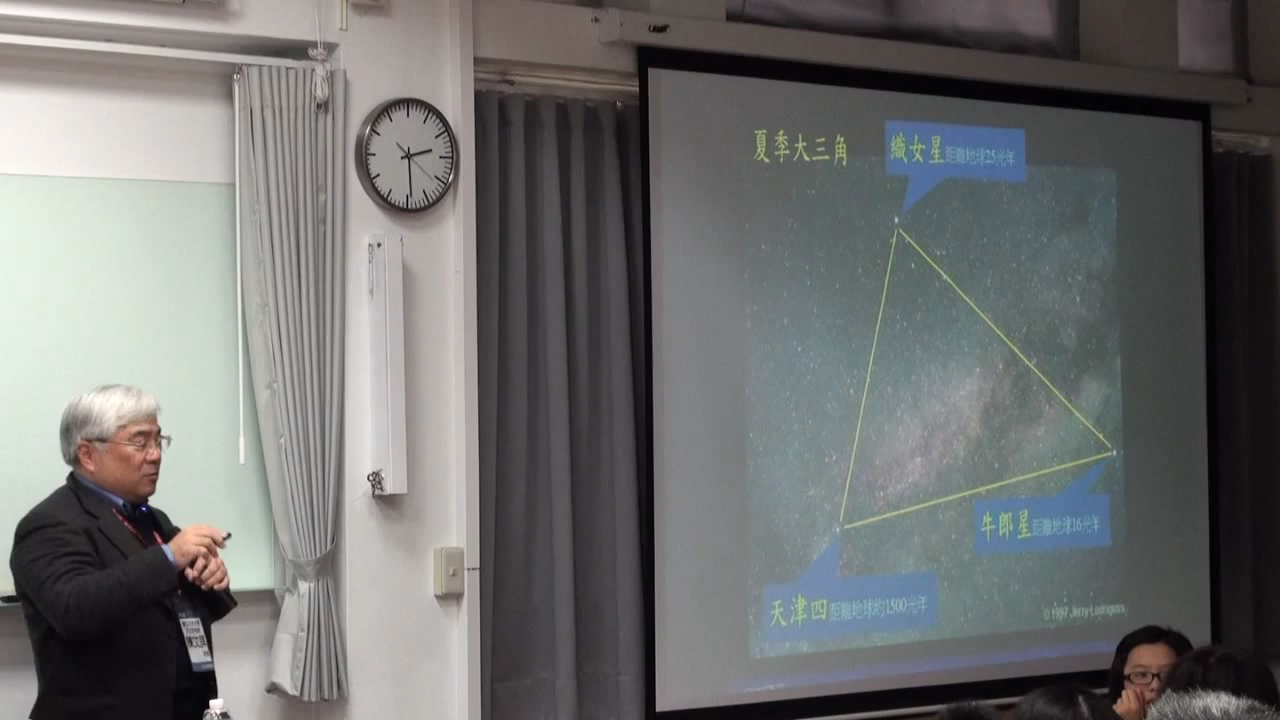 夏季大三角
織女星距離地球25光年
牛郎星距離地球16光年
天津四距離地球約1500光年
© 1997 Jerry Lodriguss